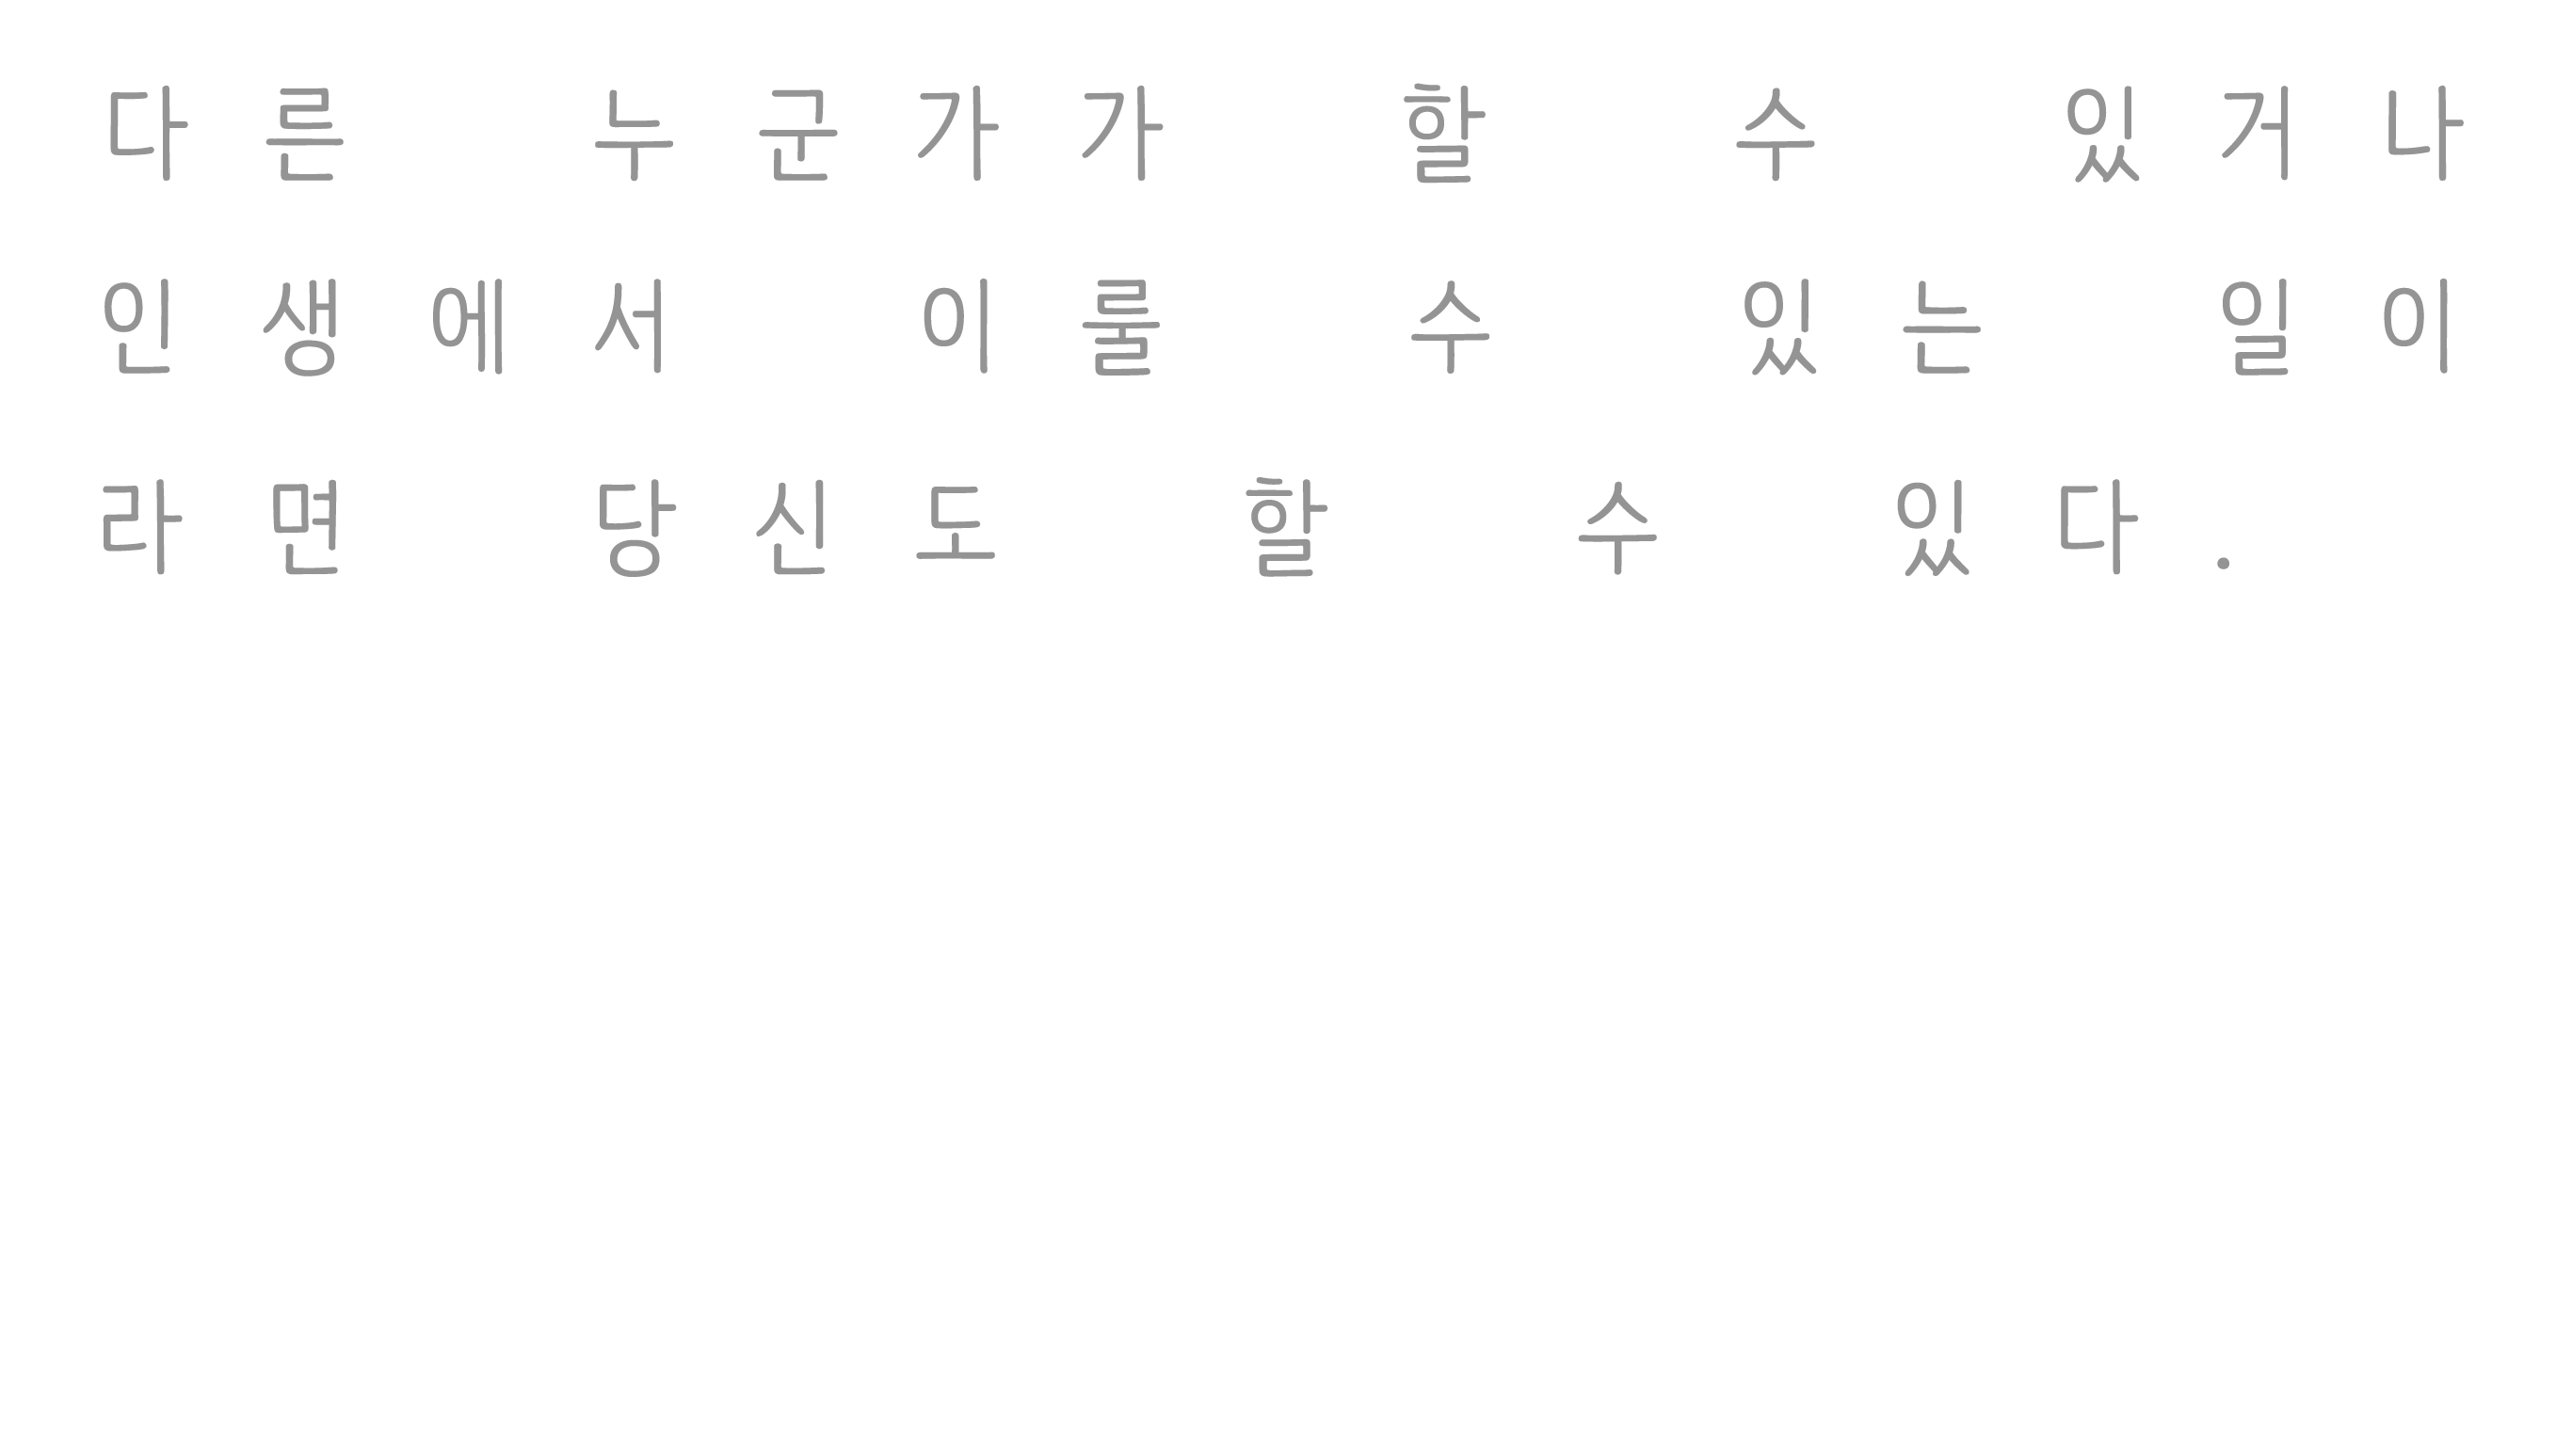 다른 누군가가 할 수 있거나
인생에서 이룰 수 있는 일이
라면 당신도 할 수 있다.